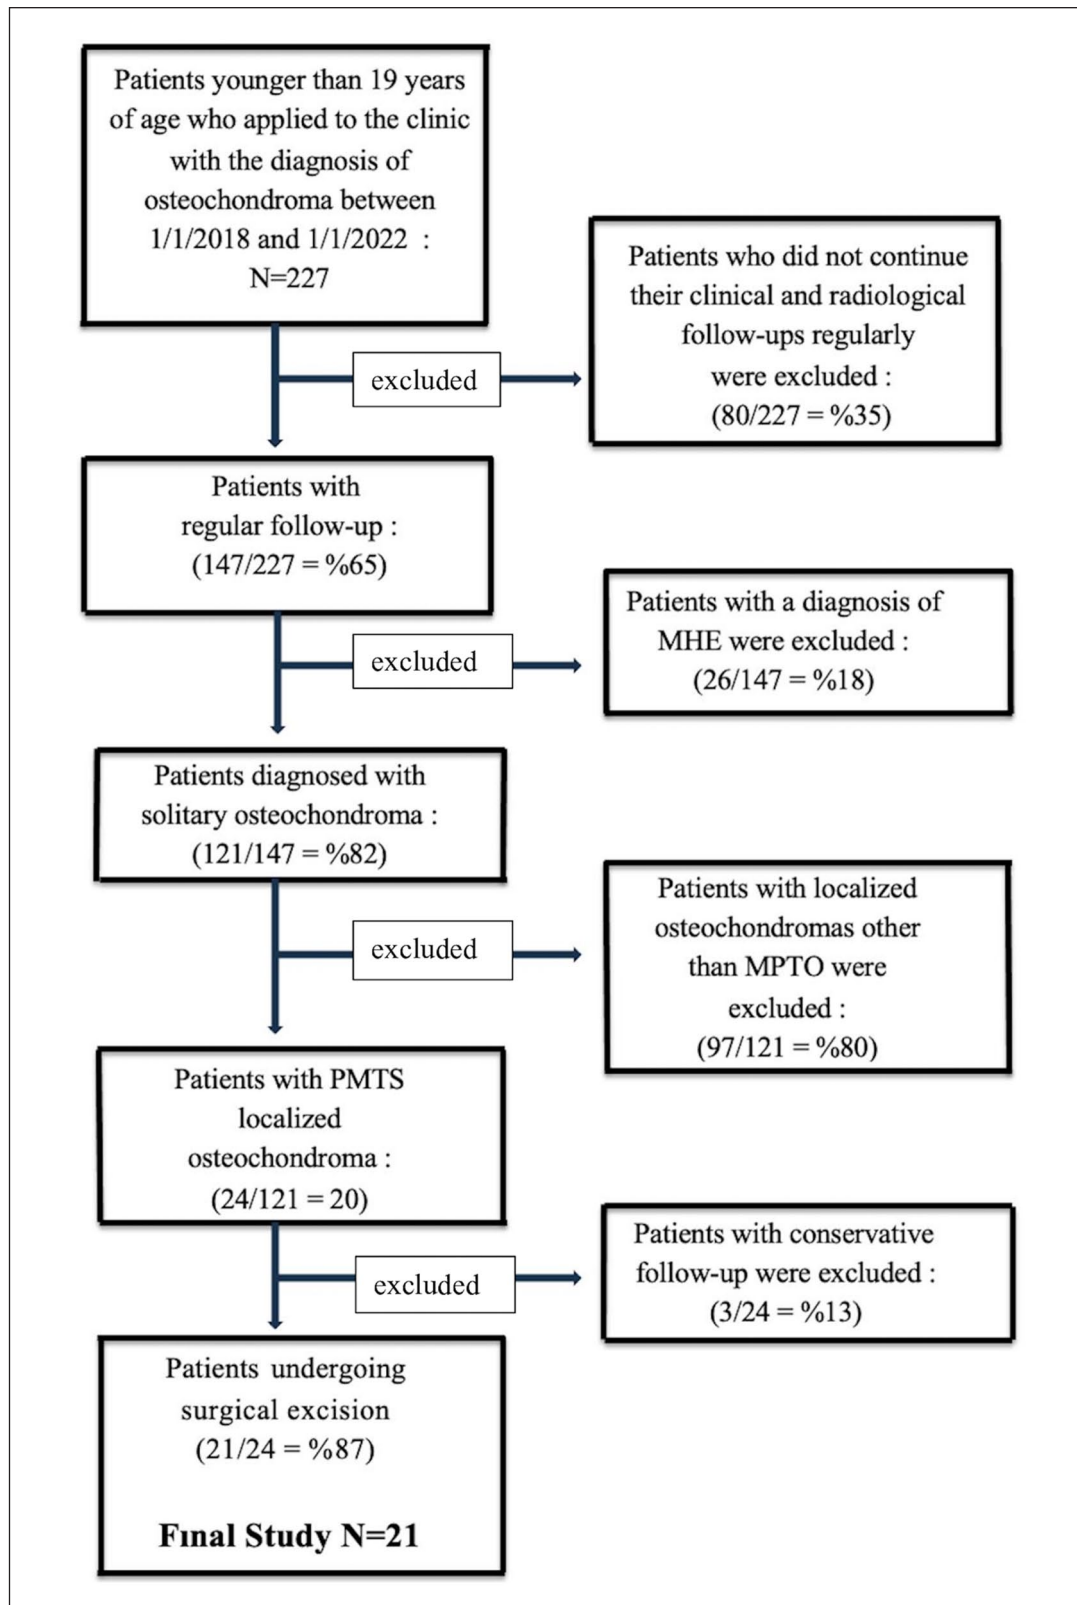 Patients younger than 19 years
of age who applied to the clinic
with the diagnosis of
osteochondroma between
1/1/2018 and 1/1/2022 :
N=227
excluded
Patients who did not continue
their clinical and radiological
follow-ups regularly
were excluded :
(80/227 = %35)
Patients with
regular follow-up :
(147/227 = %65)
excluded
Patients with a diagnosis of
MHE were excluded :
(26/147 = %18)
Patients diagnosed with
solitary osteochondroma :
(121/147 = %82)
excluded
Patients with localized
osteochondromas other
than MPTO were
excluded :
(97/121 = %80)
Patients with PMTS
localized
osteochondroma :
(24/121 = 20)
excluded
Patients with conservative
follow-up were excluded :
(3/24 = %13)
Patients undergoing
surgical excision
(21/24 = %87)
Fınal Study N=21